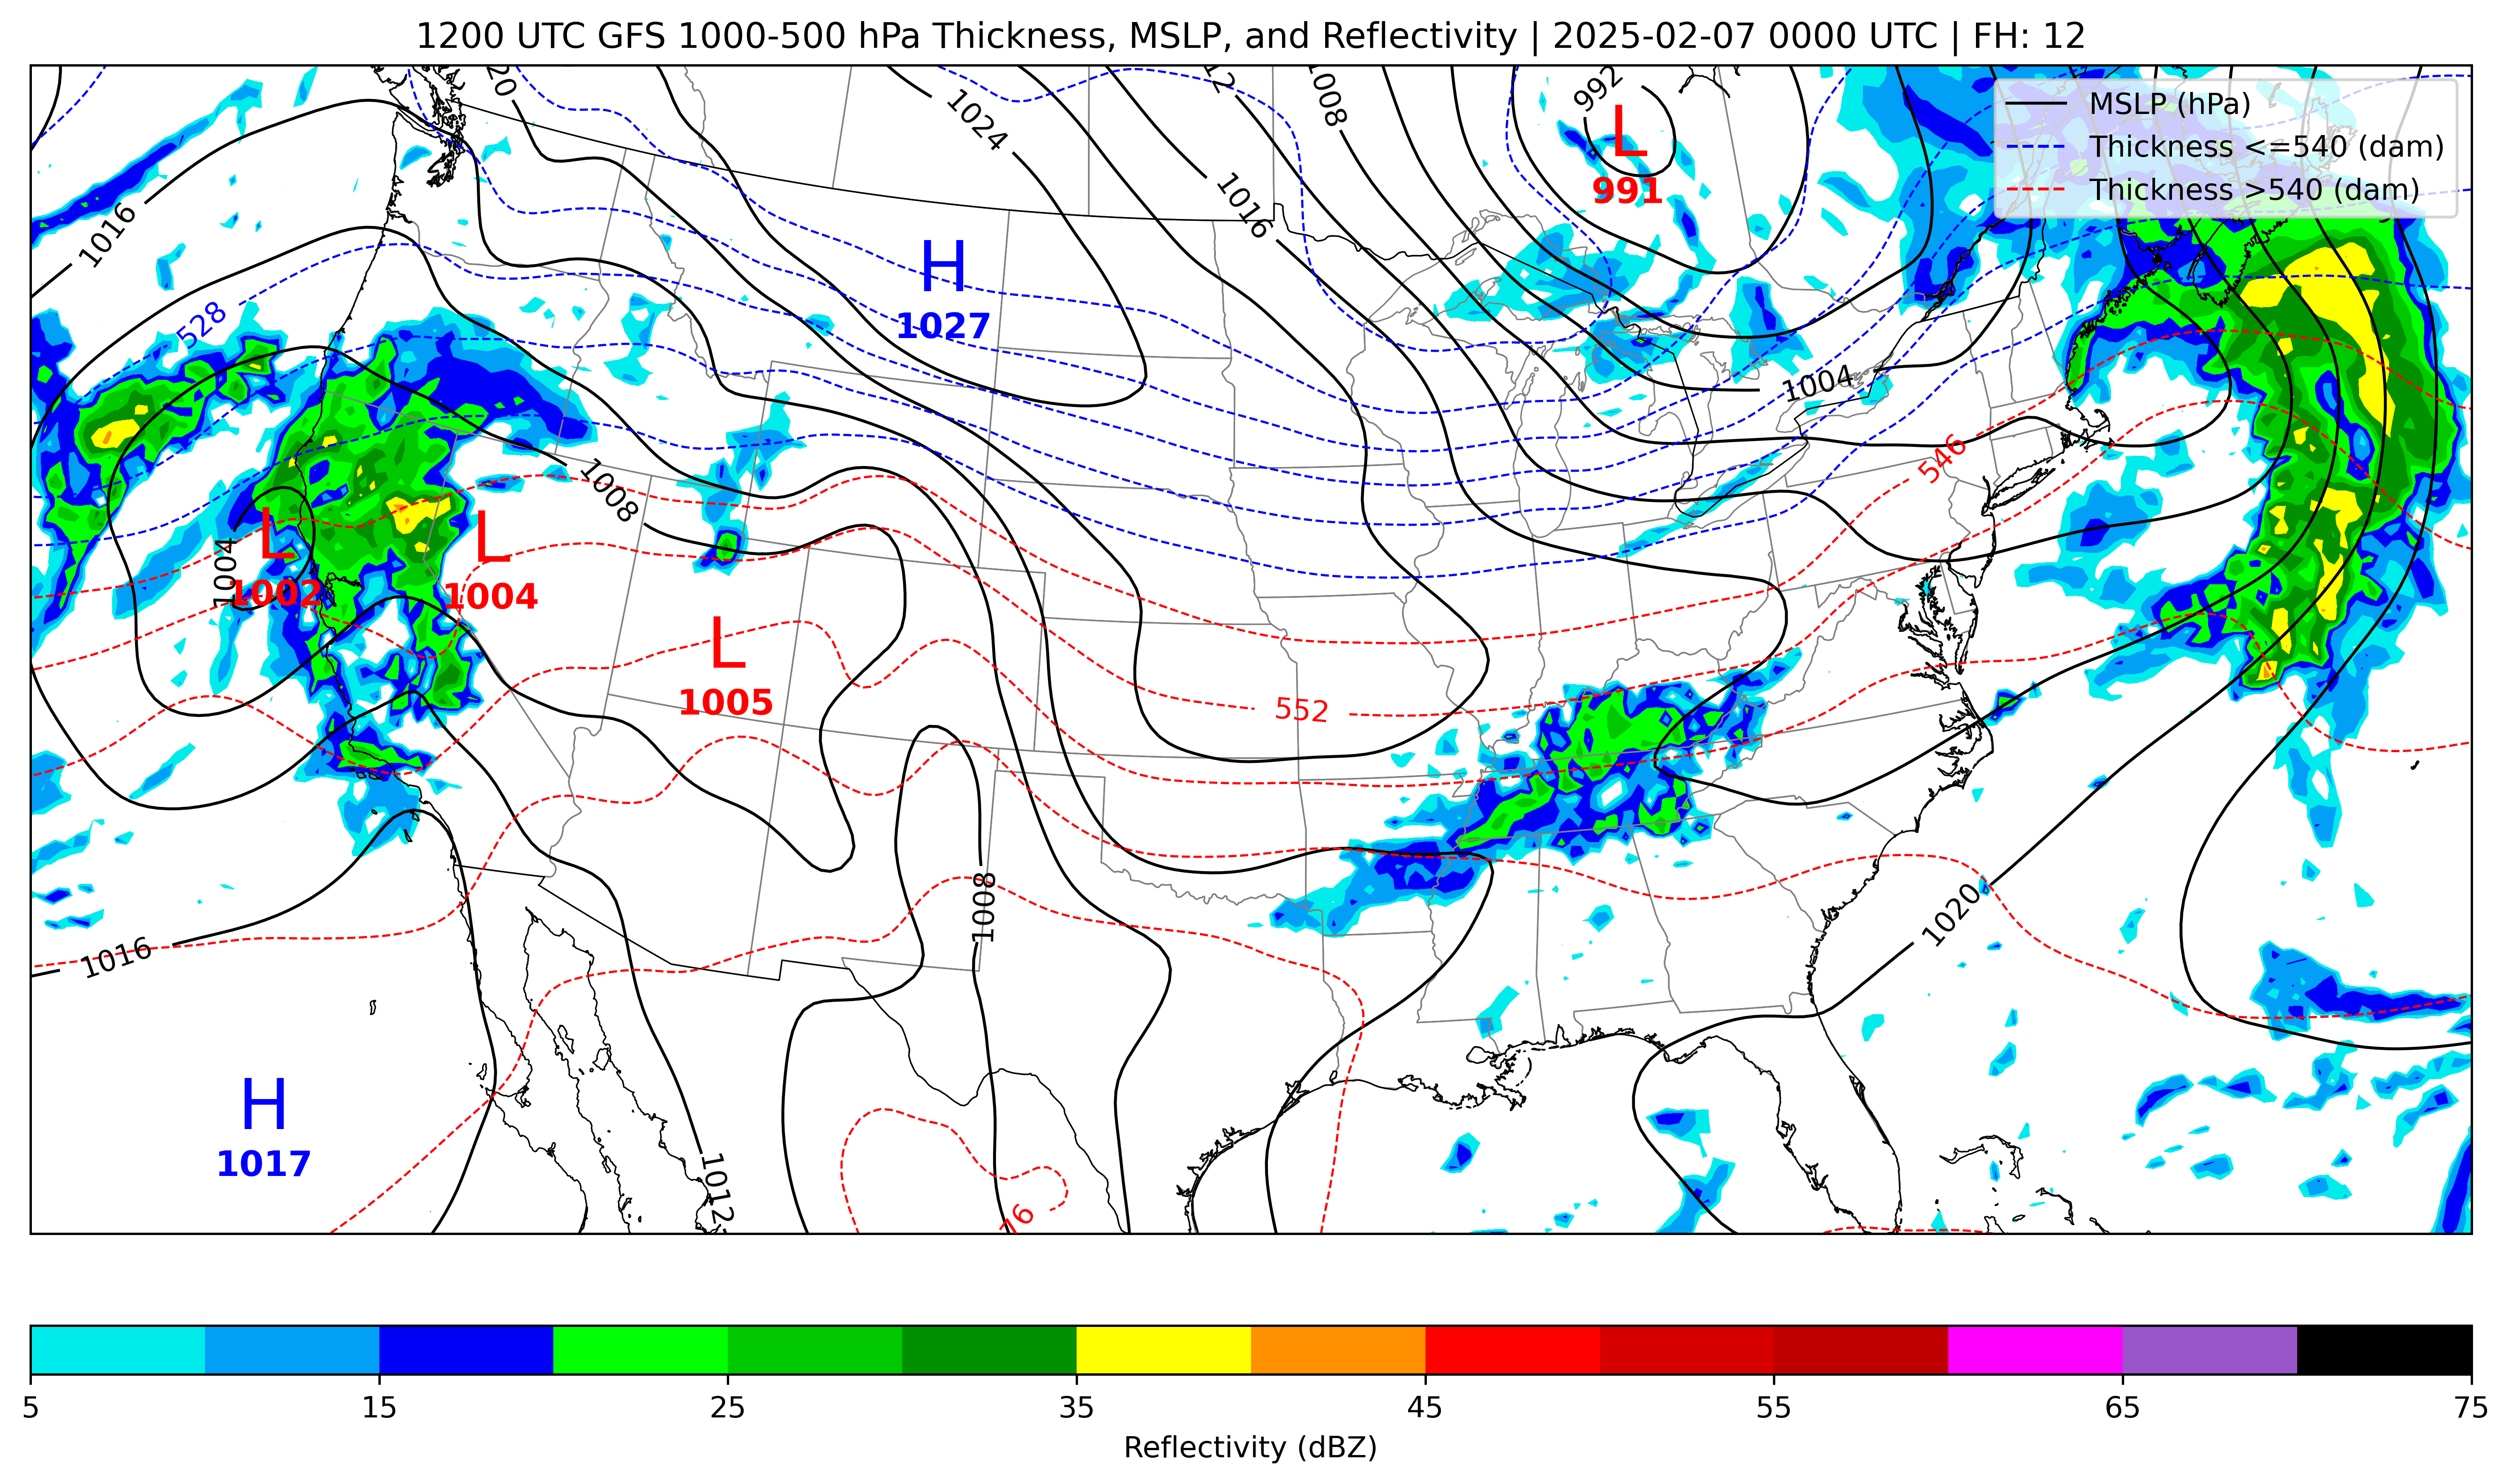 1200 UTC GFS 1000-500 hPa Thickness, MSLP, and Reflectivity | 2025-02-07 0000 UTC | FH: 12
MSLP (hPa)
Thickness <=540 (dam)
Thickness >540 (dam)
20
1024
12
1008
992
L
991
1016
1016
H
1027
528
1004
546
1008
L
1002
1004
L
1004
L
1005
552
1008
1020
1016
H
1017
1012
76
5
15
25
35
45
55
65
75
Reflectivity (dBZ)